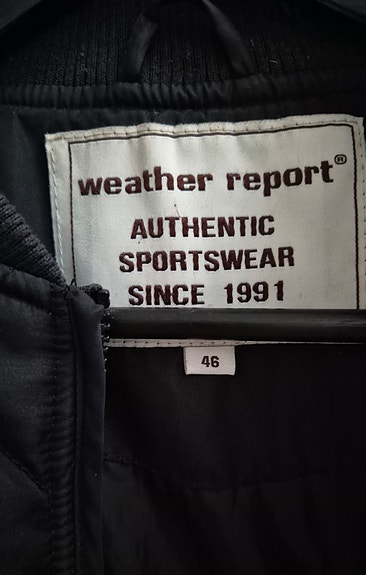 weather report®
AUTHENTIC
SPORTSWEAR
SINCE 1991
46